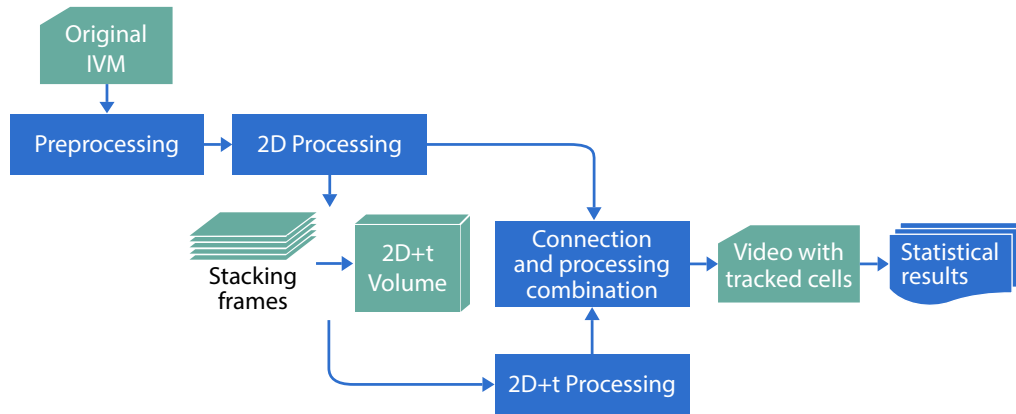 Original
IVM
Preprocessing
2D Processing
Stacking
frames
2D+t
Volume
Connection
and processing
combination
Video with
tracked cells
Statistical
results
2D+t Processing